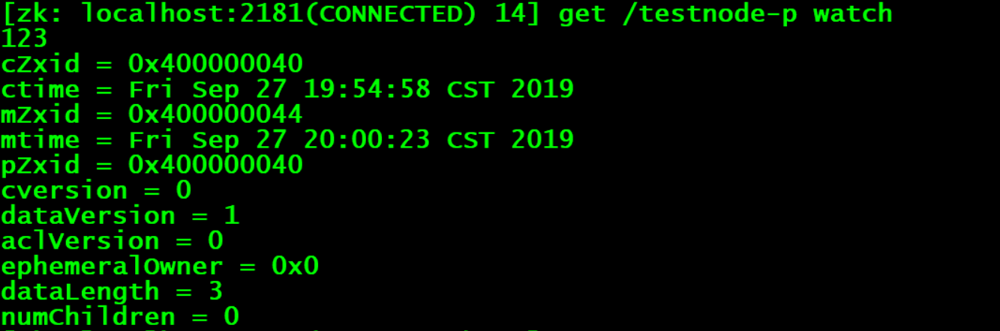 [zk: localhost:2181(CONNECTED) 14] get /testnode-p watch
123
cZxid = 0x400000040
ctime = Fri Sep 27 19:54:58 CST 2019
mZxid = 0x400000044
mtime = Fri Sep 27 20:00:23 CST 2019
pZxid = 0x400000040
cversion = 0
dataVersion = 1
aclVersion = 0
ephemeralOwner = 0x0
dataLength = 3
numChildren = 0